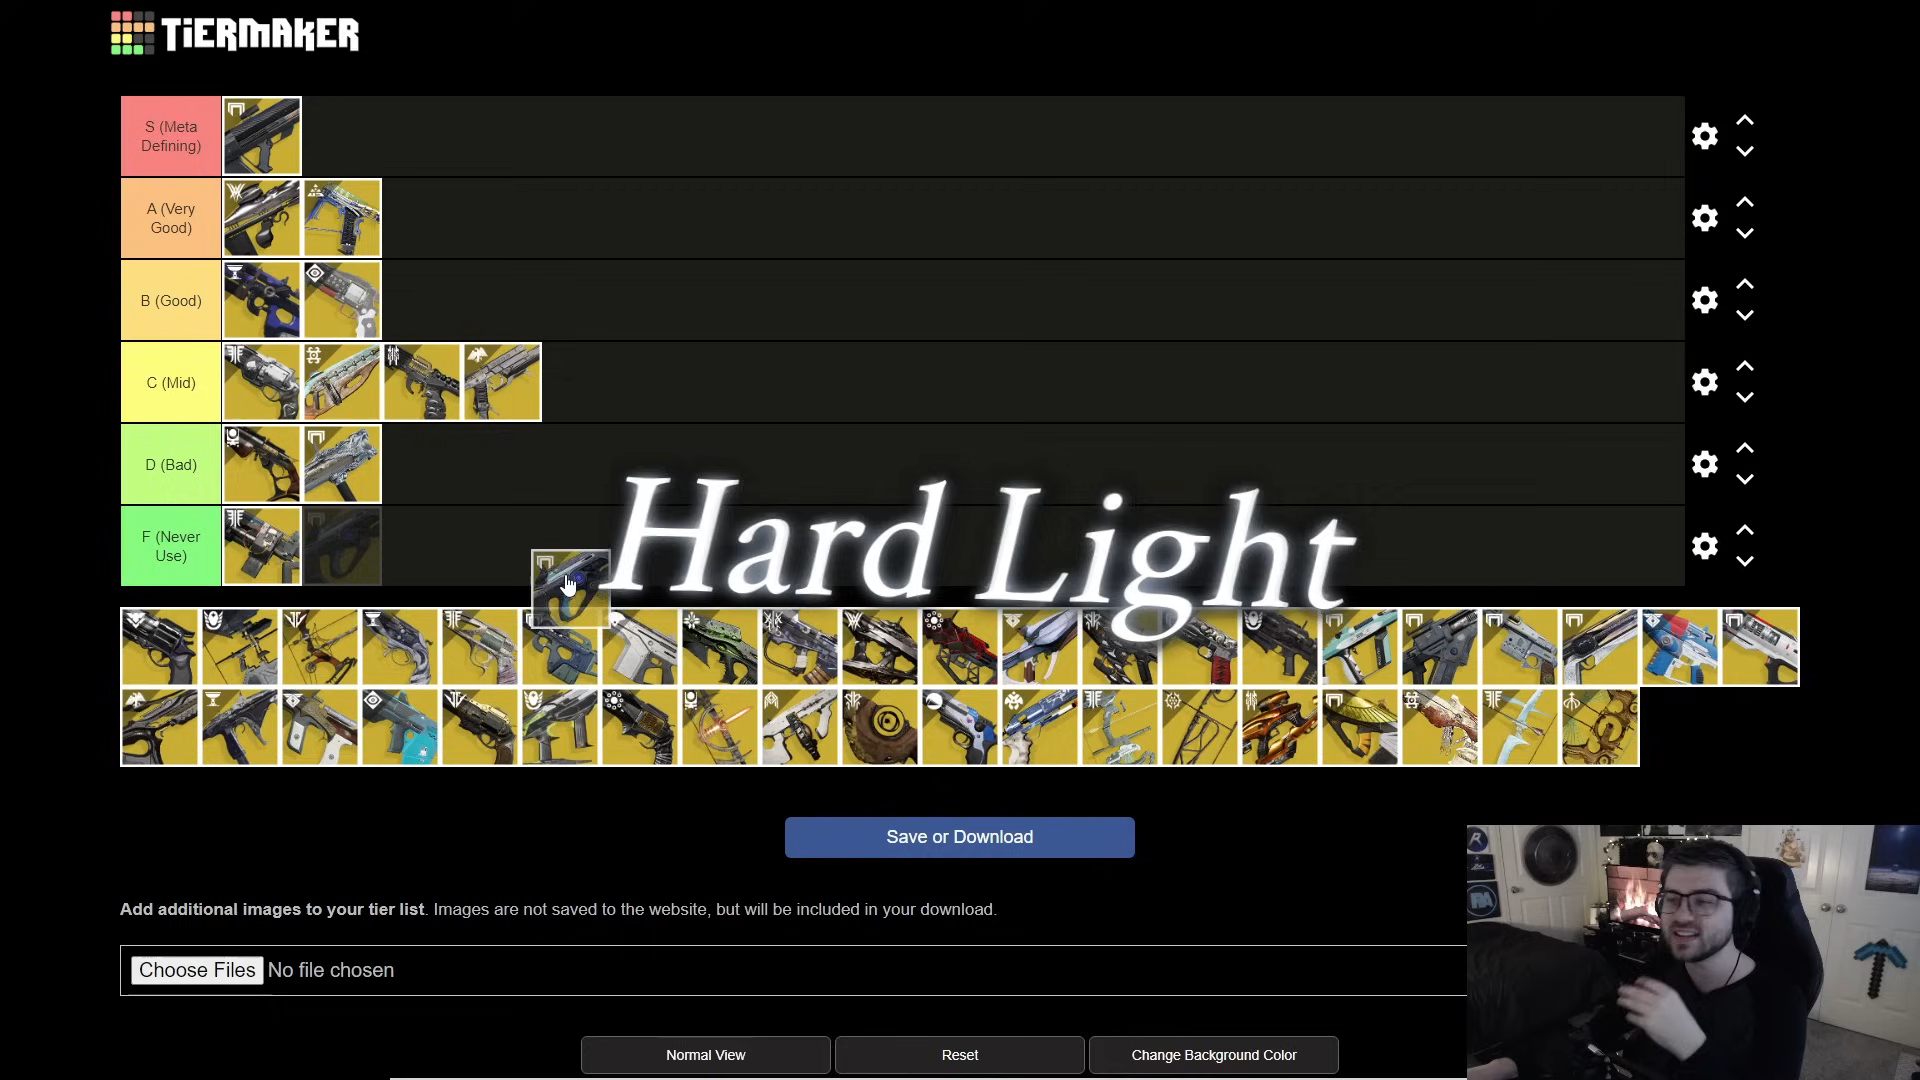 TIERMAKER
S (Meta
Defining)
A (Very
Good)
B (Good)
C (Mid)
D (Bad)
F (Never
Use)
Hard Light
Save or Download
Add additional images to your tier list. Images are not saved to the website, but will be included in your download.
Choose Files No file chosen
Normal View
Reset
Change Background Color